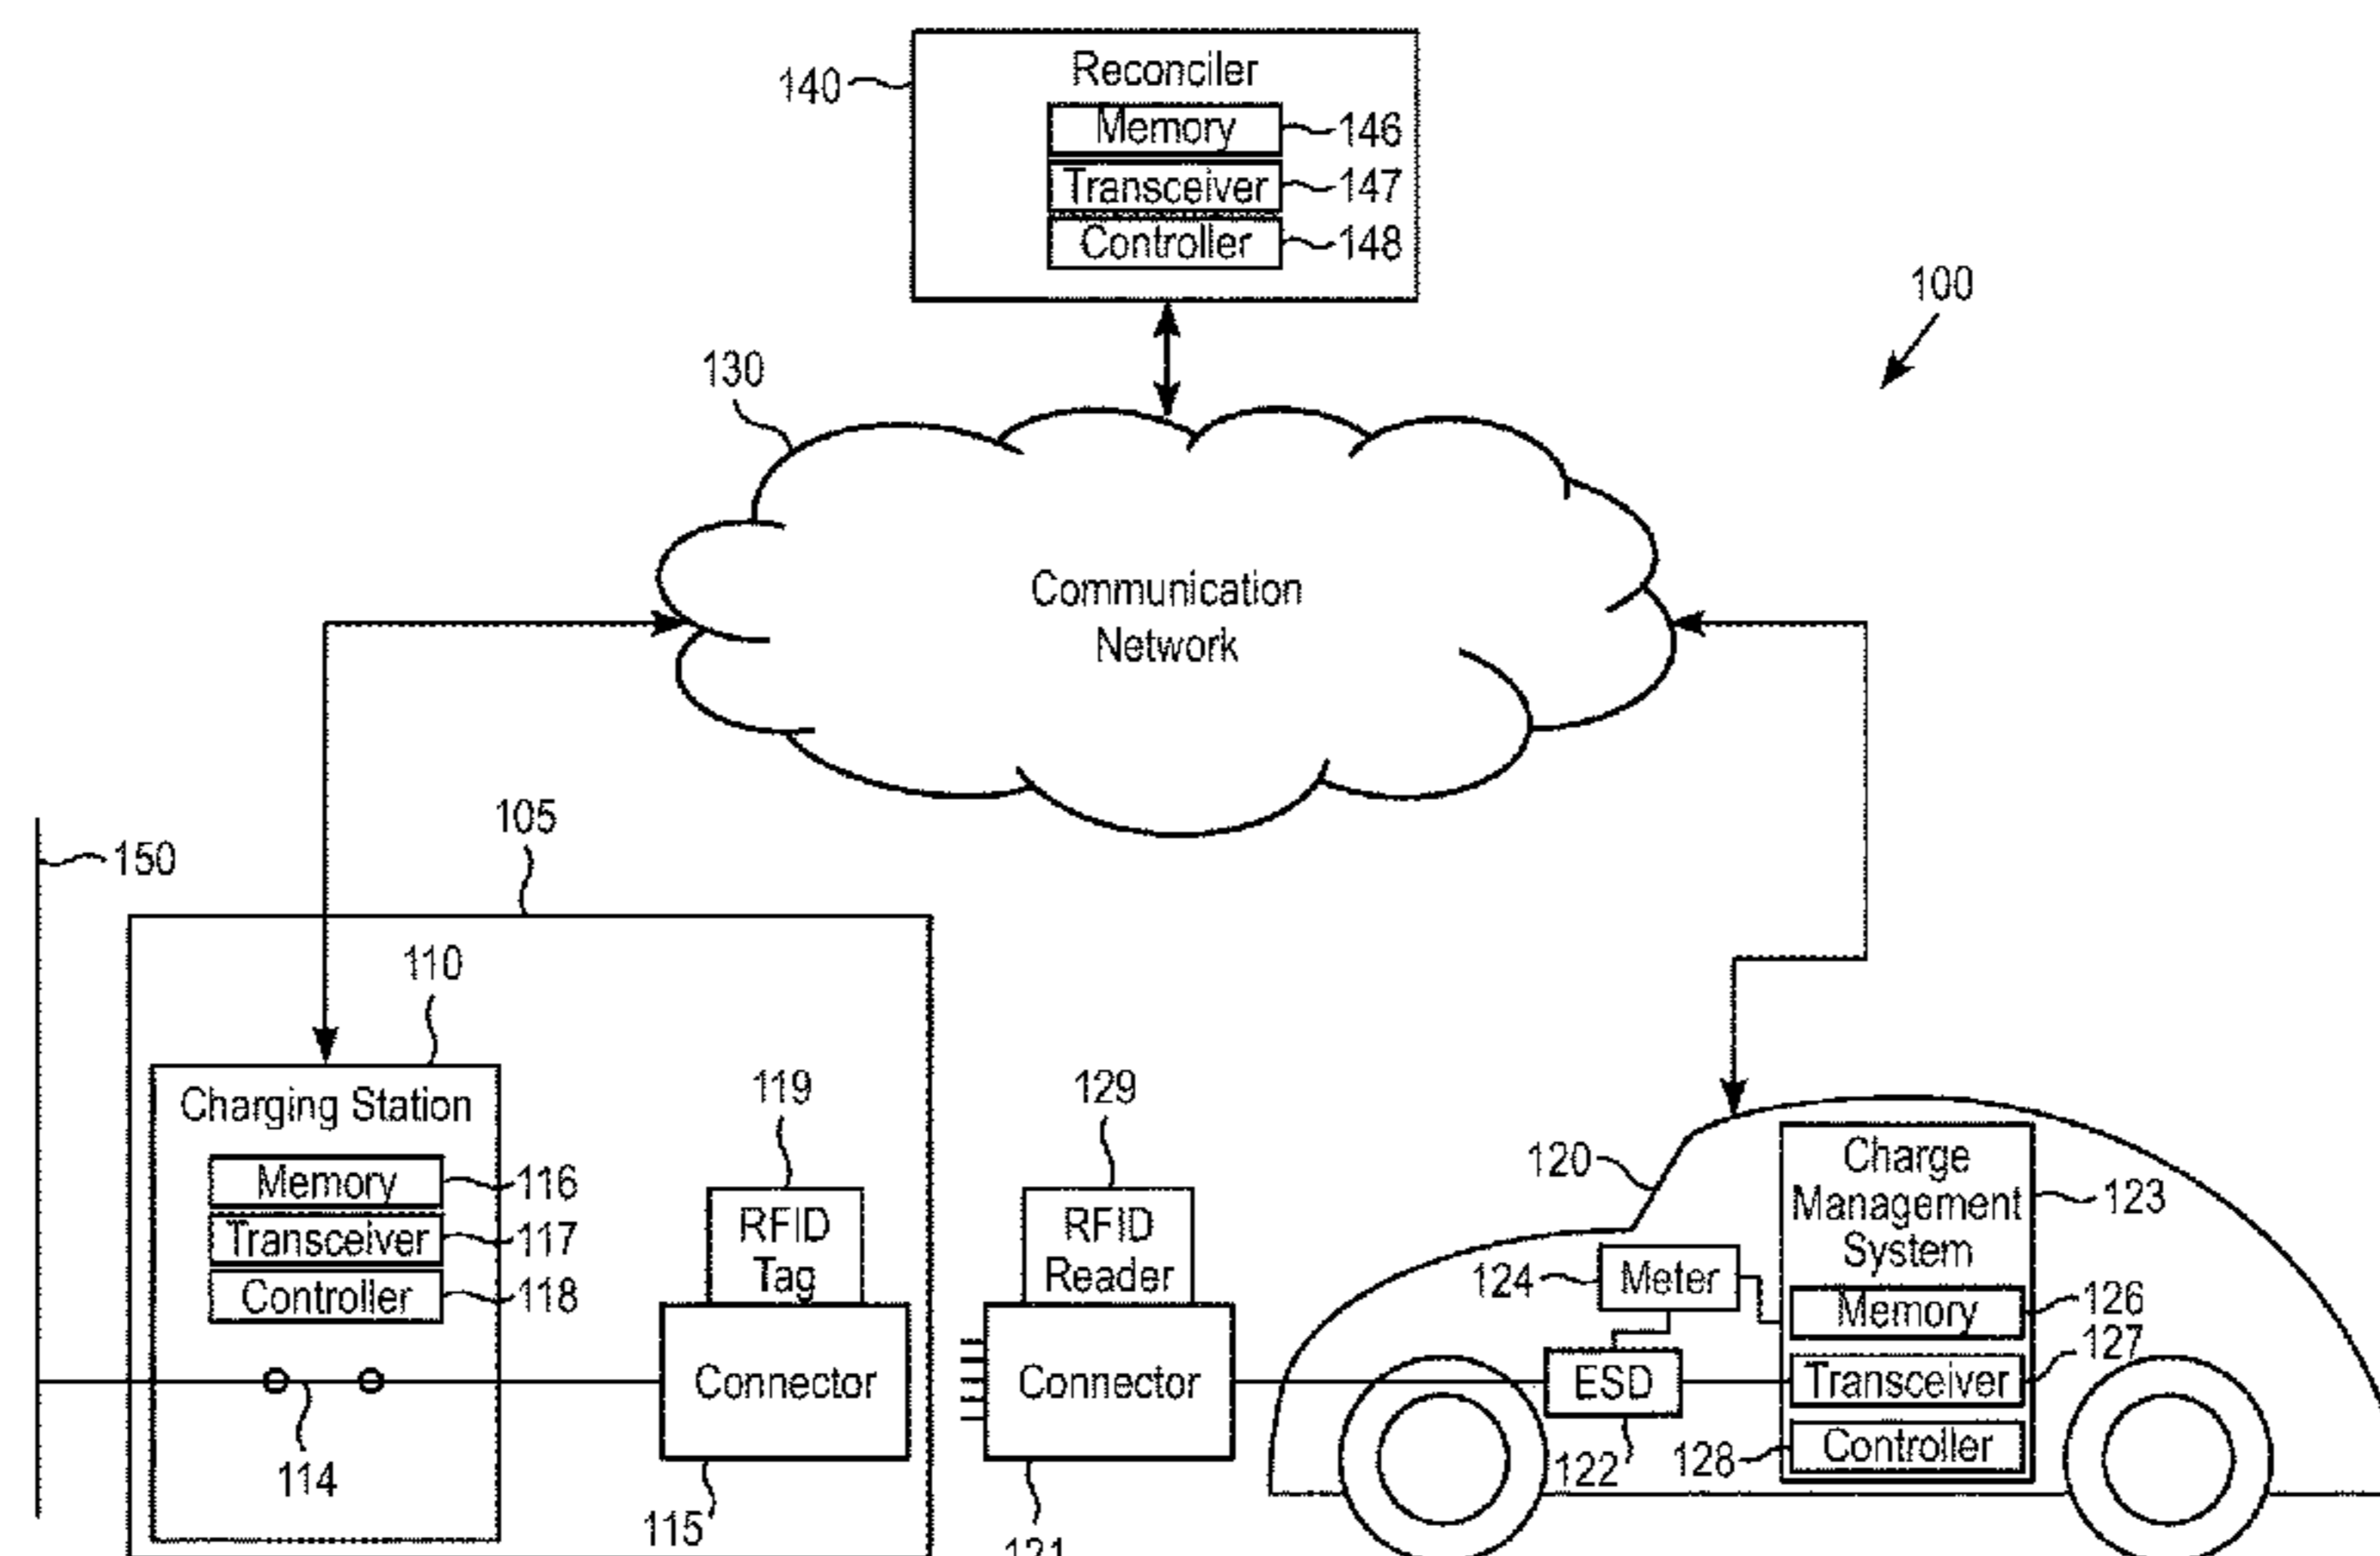 Reconciler
140
Memory
146
Transceiver
147
Controller
148
100
130
Communication
Network
105
150
110
Charging Station
Memory
116
Transceiver
117
Controller
118
114
119
RFID
Tag
Connector
115
129
RFID
Reader
Connector
121
120
Charge
Management
System
123
124
Meter
Memory
126
127
ESD
Transceiver
122
128
Controller